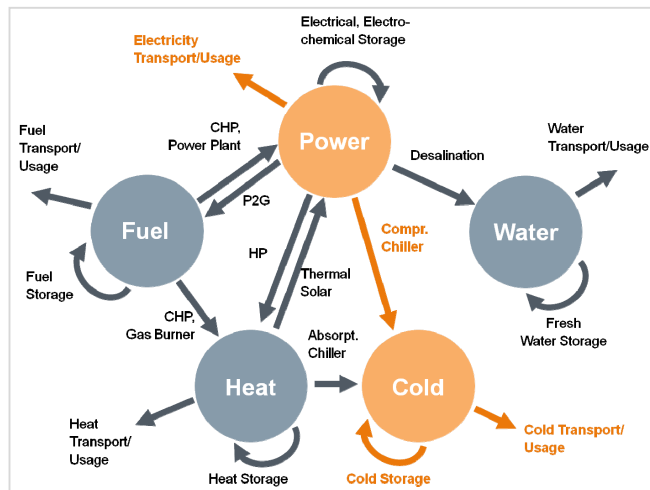 Electricity
Transport/Usage
Electrical, Electro-
chemical Storage
Power
CHP,
Power Plant
P2G
Desalination
Water
Transport/Usage
Fuel
Transport/
Usage
Fuel
Water
HP
Thermal
Solar
Compr.
Chiller
Fuel
Storage
CHP,
Gas Burner
Fresh
Water Storage
Absorpt.
Chiller
Heat
Cold
Heat
Transport/
Usage
Heat Storage
Cold Storage
Cold Transport/
Usage